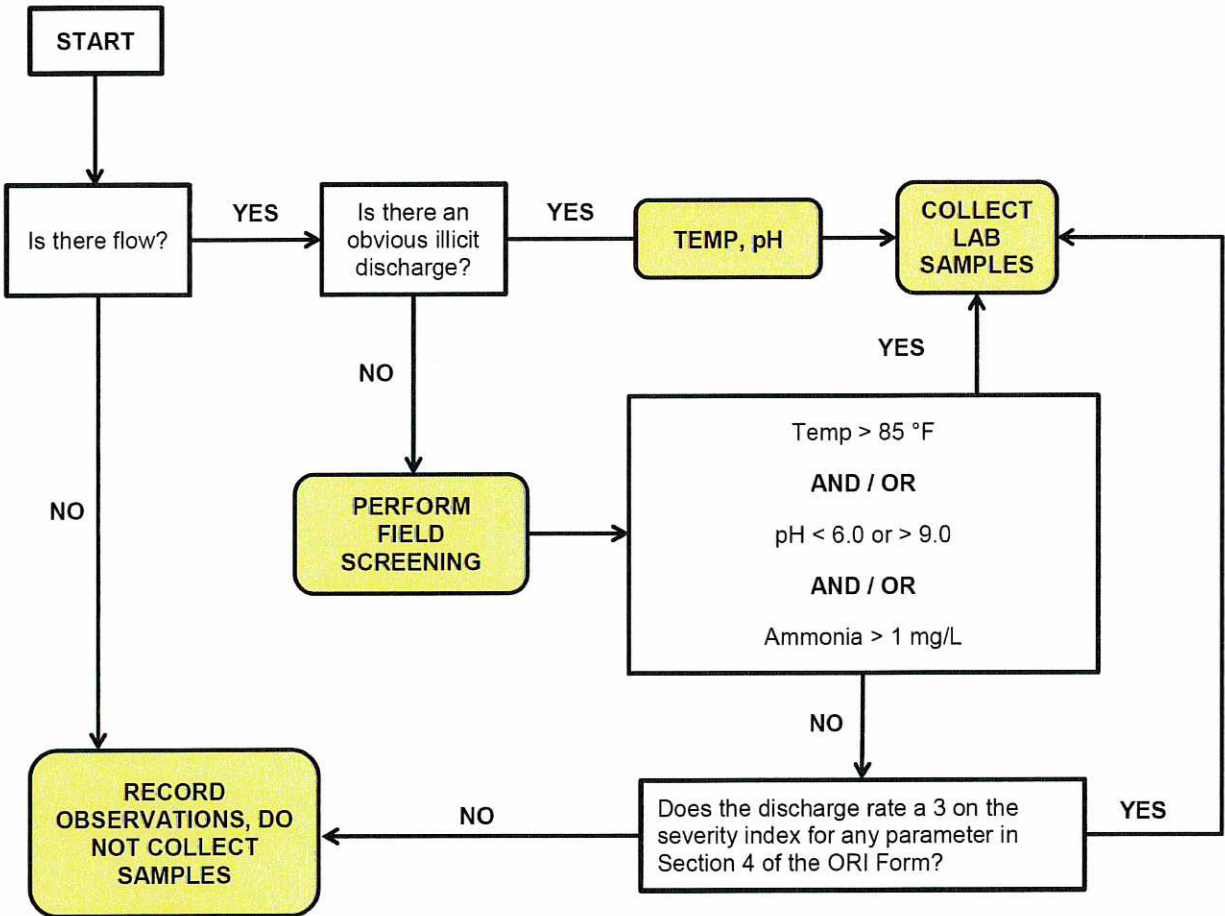 START
Is there flow?
YES
Is there an
obvious illicit
discharge?
YES
TEMP, pH
COLLECT
LAB
SAMPLES
NO
YES
NO
PERFORM
FIELD
SCREENING
Temp > 85 °F
AND / OR
pH < 6.0 or > 9.0
AND / OR
Ammonia > 1 mg/L
NO
RECORD
OBSERVATIONS, DO
NOT COLLECT
SAMPLES
NO
Does the discharge rate a 3 on the
severity index for any parameter in
Section 4 of the ORI Form?
YES